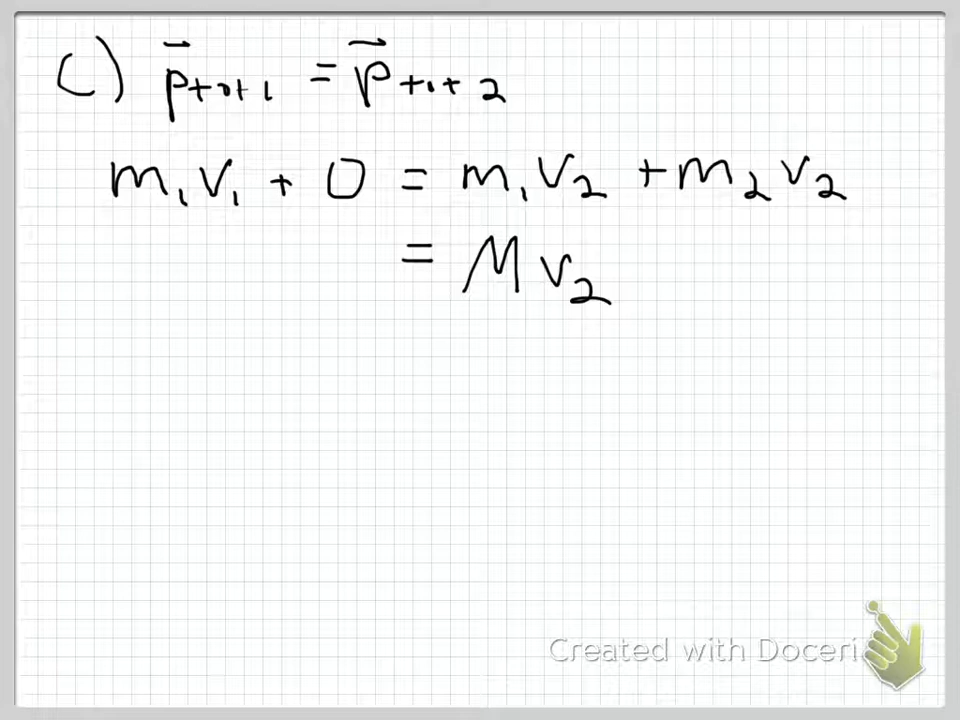 C) p⃗tot1 = p⃗tot2
m₁v₁ + 0 = m₁v₂ + m₂v₂
= Mv₂
Created with Doceri